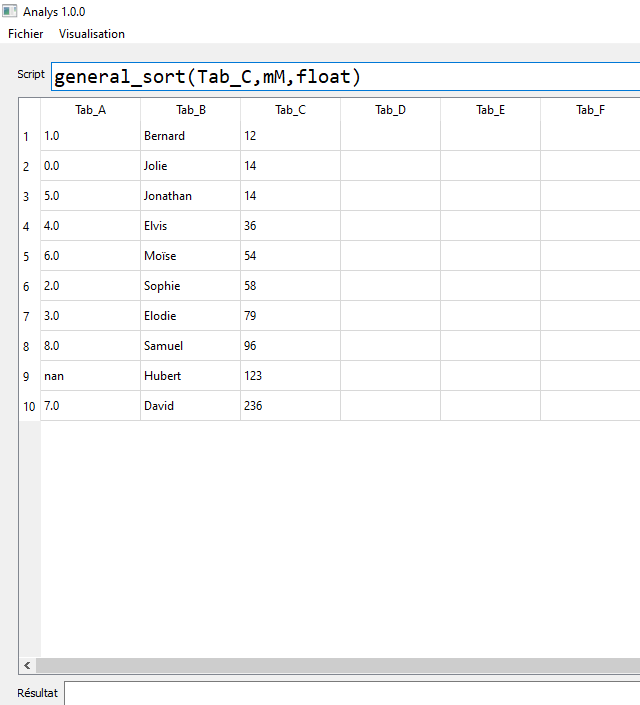 Analys 1.0.0
Fichier Visualisation
Script general_sort(Tab_C,mM,float)
Tab_A Tab_B Tab_C Tab_D Tab_E Tab_F
1 1.0 Bernard 12
2 0.0 Jolie 14
3 5.0 Jonathan 14
4 4.0 Elvis 36
5 6.0 Moïse 54
6 2.0 Sophie 58
7 3.0 Elodie 79
8 8.0 Samuel 96
9 nan Hubert 123
10 7.0 David 236
Résultat